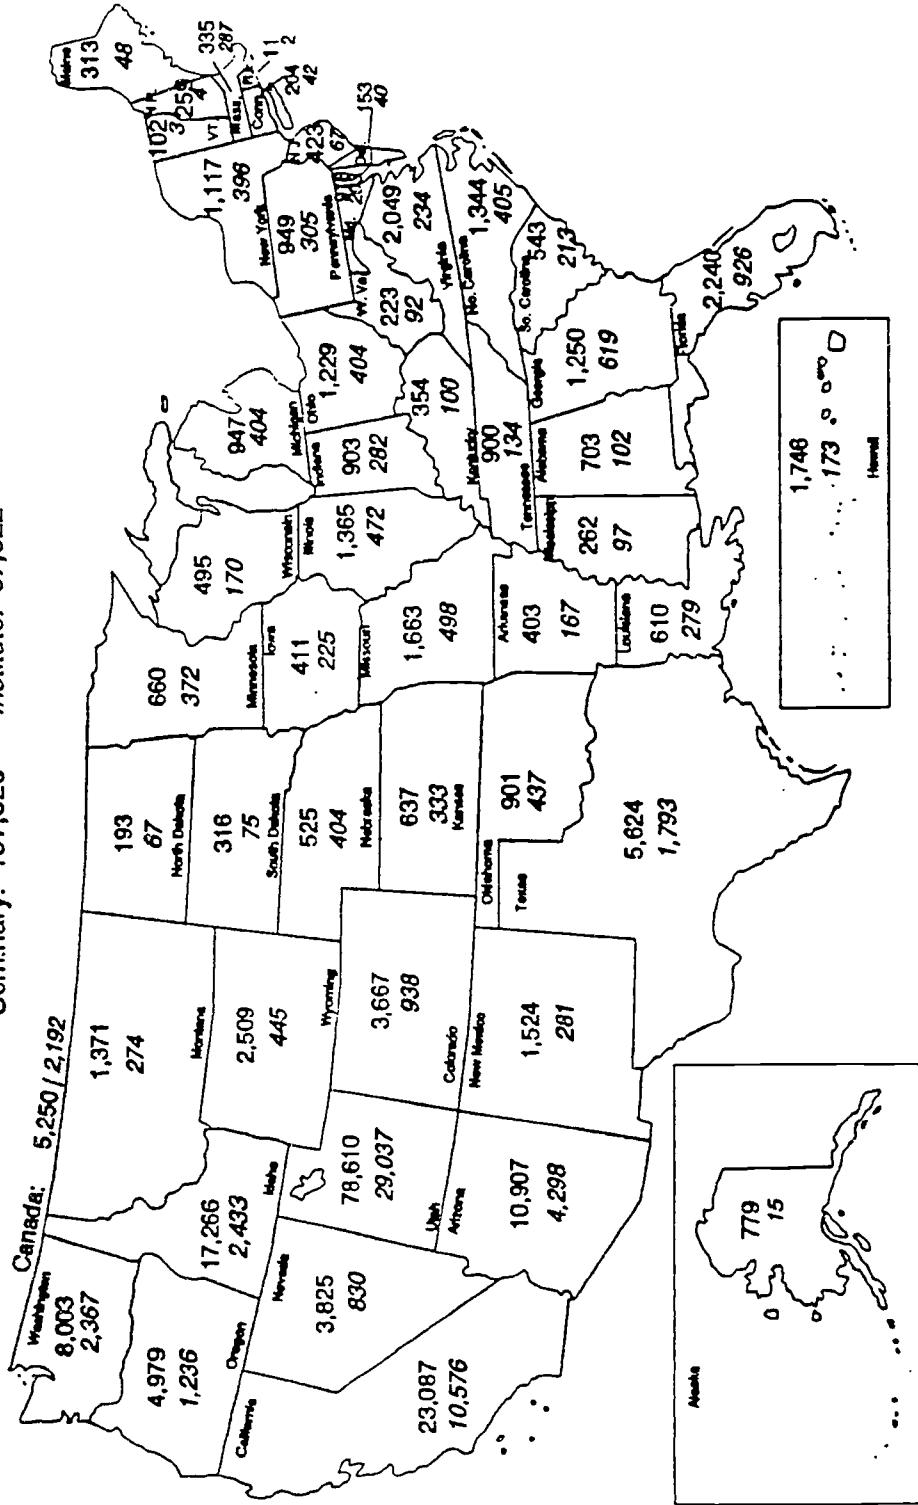 Canada: 5,250 / 2,192
Washington
8,003
2,367
4,979
1,236
Oregon
California
23,087
10,576
17,266
2,433
Idaho
Nevada
3,825
830
1,371
274
Montana
2,509
445
Wyoming
78,610
29,037
Utah
Arizona
10,907
4,298
3,667
938
Colorado
New Mexico
1,524
281
193
67
North Dakota
316
75
South Dakota
525
404
Nebraska
637
333
Kansas
Oklahoma
901
437
Texas
5,624
1,793
660
372
Minnesota
Iowa
411
225
Missouri
1,663
498
Arkansas
403
167
Louisiana
610
279
495
170
Wisconsin
Illinois
1,365
472
947
404
Michigan
Indiana
903
282
Ohio
1,229
404
354
100
Kentucky
900
134
Tennessee
Mississippi
262
97
Alabama
703
102
Georgia
1,250
619
Florida
2,240
926
So. Carolina
543
213
No. Carolina
1,344
405
2,049
234
Virginia
W. Va.
223
92
Md.
949
305
Pennsylvania
1,117
396
New York
N.J.
423
67
153
40
102
3
VT.
4
Mass.
335
287
R.I.
11
2
Conn.
204
42
Maine
313
48
Alaska
779
15
1,746
173
Hawaii